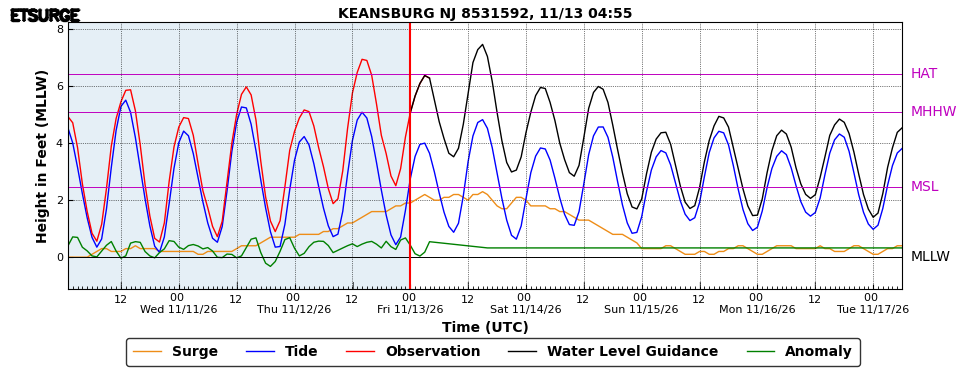 ETSURGE
KEANSBURG NJ 8531592, 11/13 04:55
Height in Feet (MLLW)
8
6
4
2
0
HAT
MHHW
MSL
MLLW
12 00 12 00 12 00 12 00 12 00 12 00 12 00
Wed 11/11/26 Thu 11/12/26 Fri 11/13/26 Sat 11/14/26 Sun 11/15/26 Mon 11/16/26 Tue 11/17/26
Time (UTC)
Surge Tide Observation Water Level Guidance Anomaly